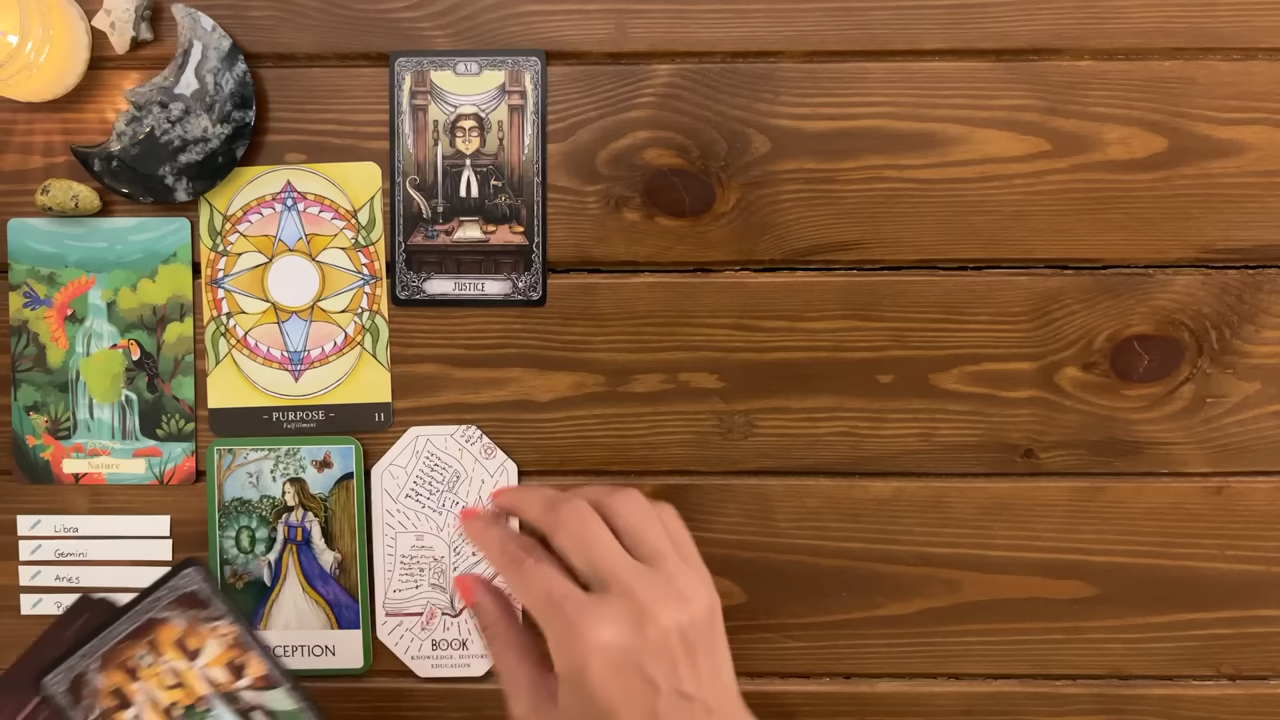 XI
JUSTICE
- PURPOSE -
Fulfillment
11
Nature
Libra
Gemini
Aries
CEPTION
BOOK
KNOWLEDGE, HISTORY
EDUCATION